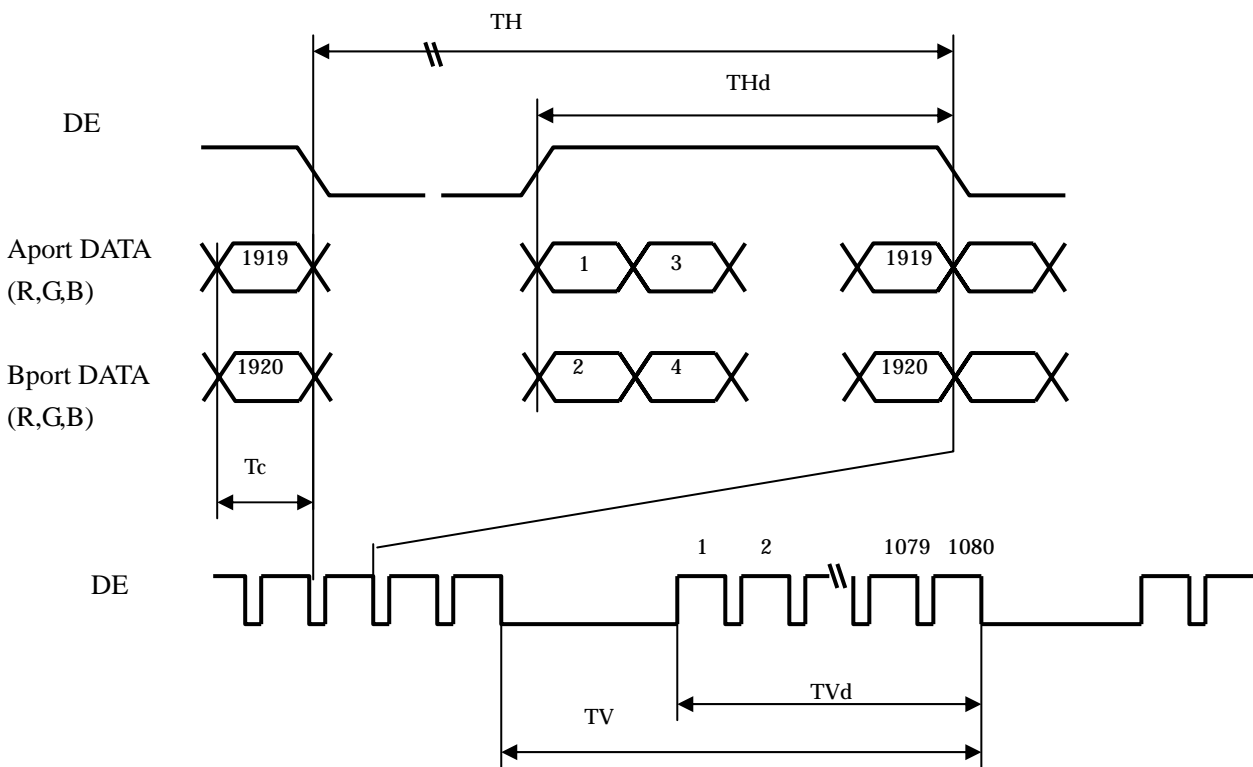 TH
THd
DE
Aport DATA
(R,G,B)
1919 1 3 1919
Bport DATA
(R,G,B)
1920 2 4 1920
Tc
1 2 1079 1080
DE
TVd
TV